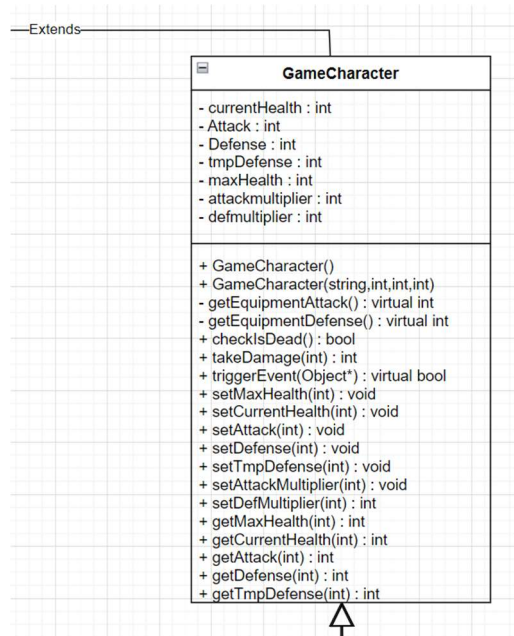 Extends
GameCharacter
- currentHealth : int
- Attack : int
- Defense : int
- tmpDefense : int
- maxHealth : int
- attackmultiplier : int
- defmultiplier : int
+ GameCharacter()
+ GameCharacter(string,int,int,int)
- getEquipmentAttack() : virtual int
- getEquipmentDefense() : virtual int
+ checkIsDead() : bool
+ takeDamage(int) : int
+ triggerEvent(Object*) : virtual bool
+ setMaxHealth(int) : void
+ setCurrentHealth(int) : void
+ setAttack(int) : void
+ setDefense(int) : void
+ setTmpDefense(int) : void
+ setAttackMultiplier(int) : void
+ setDefMultiplier(int) : int
+ getMaxHealth(int) : int
+ getCurrentHealth(int) : int
+ getAttack(int) : int
+ getDefense(int) : int
+ getTmpDefense(int) : int